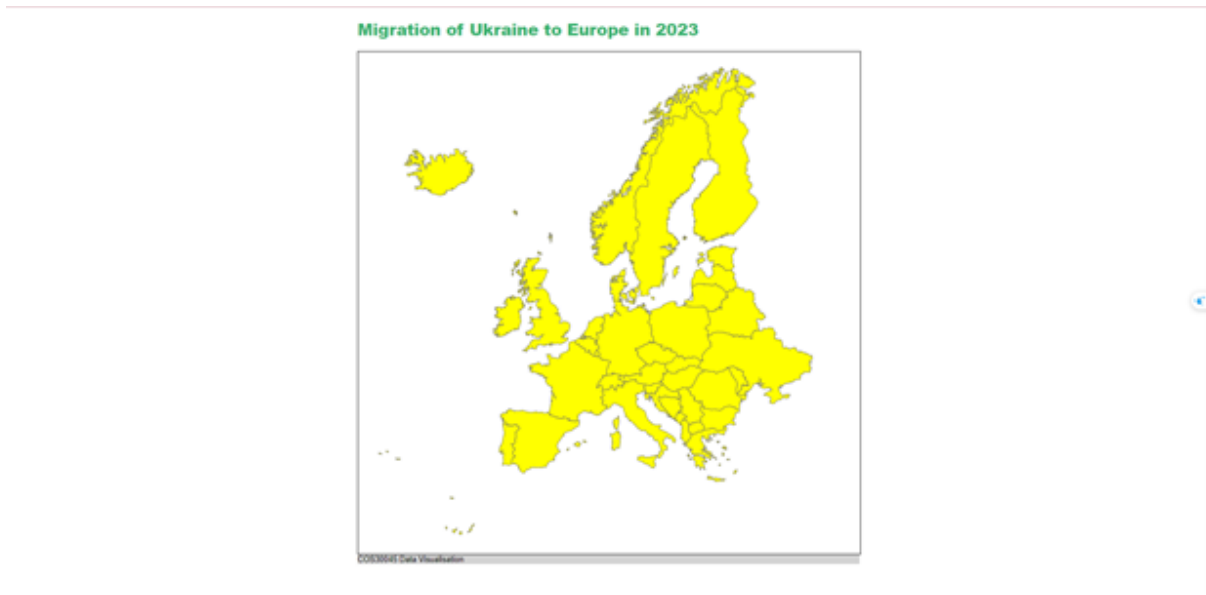 Migration of Ukraine to Europe in 2023
COS30045 Data Visualisation